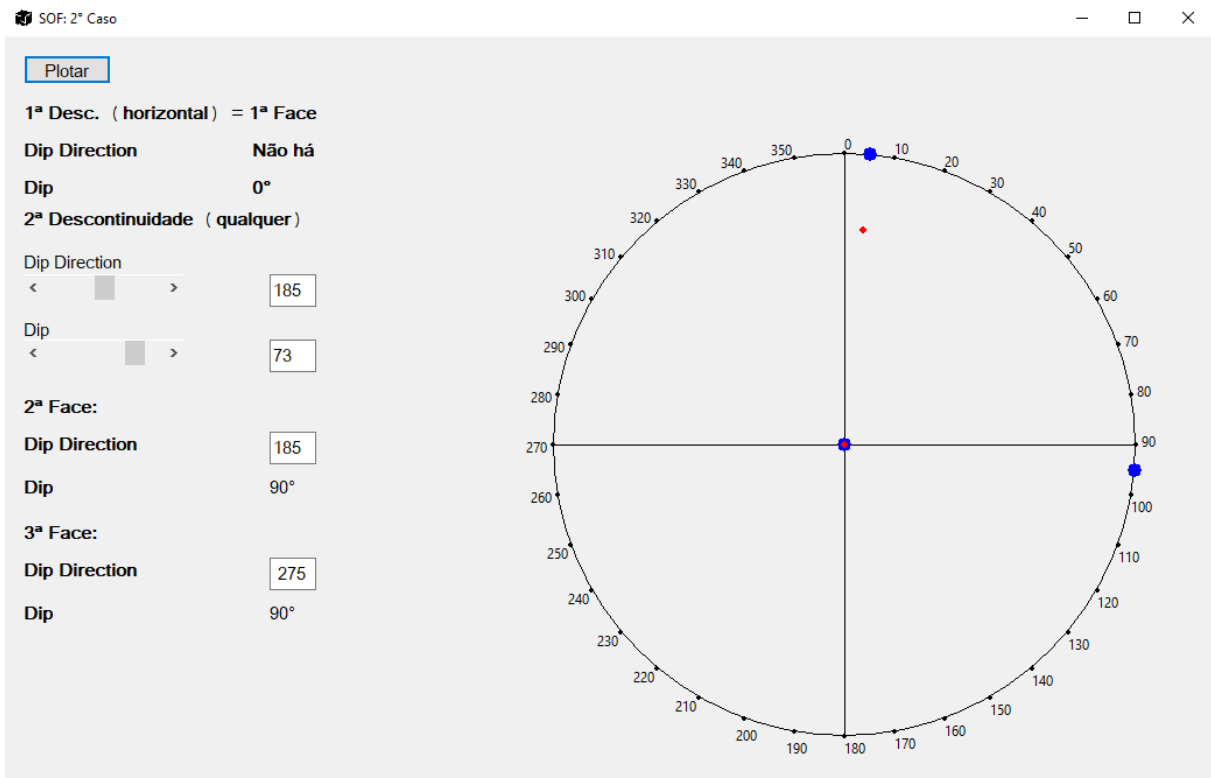 SOF: 2° Caso
Plotar
1ª Desc. (horizontal) = 1ª Face
Dip Direction Não há
Dip 0°
2ª Descontinuidade (qualquer)
Dip Direction
185
Dip
73
2ª Face:
Dip Direction 185
Dip 90°
3ª Face:
Dip Direction 275
Dip 90°
0
10
20
30
40
50
60
70
80
90
100
110
120
130
140
150
160
170
180
190
200
210
220
230
240
250
260
270
280
290
300
310
320
330
340
350